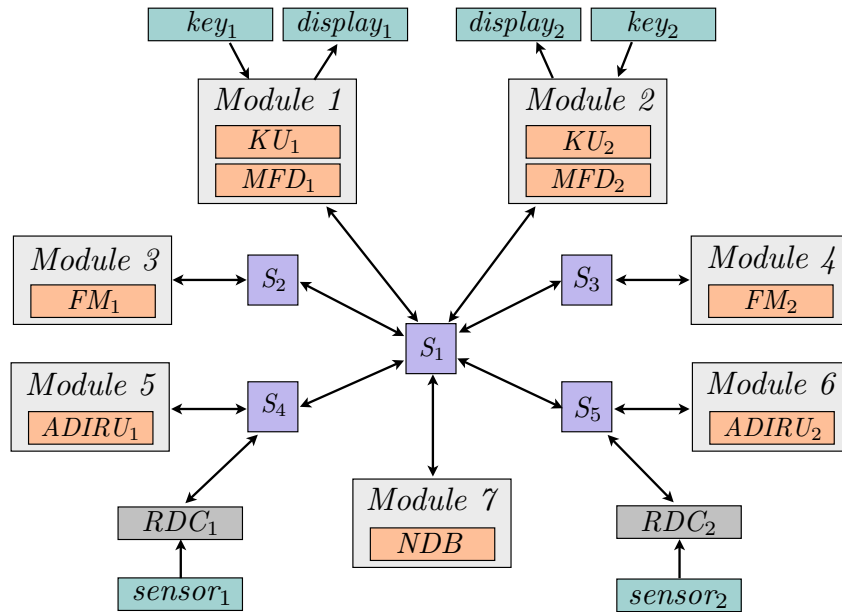 key₁ display₁ display₂ key₂
Module 1 Module 2
KU₁ KU₂
MFD₁ MFD₂
Module 3 S₂ S₃ Module 4
FM₁ FM₂
S₁
Module 5 S₄ S₅ Module 6
ADIRU₁ ADIRU₂
Module 7
RDC₁ NDB RDC₂
sensor₁ sensor₂